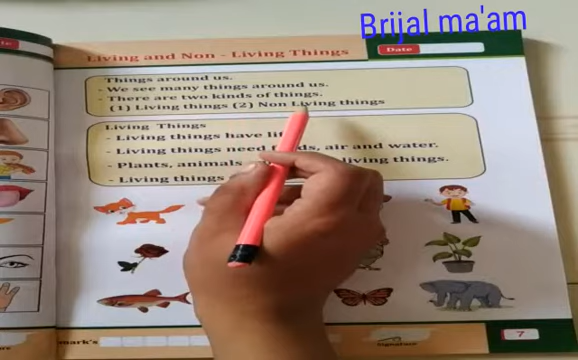 Brijal ma'am
Living and Non - Living Things
Date
Things around us.
- We see many things around us.
- There are two kinds of things.
(1) Living things (2) Non Living things
Living Things
- Living things have
- Living things need air and water.
- Plants, animals living things.
- Living things
mark's
Signature
7